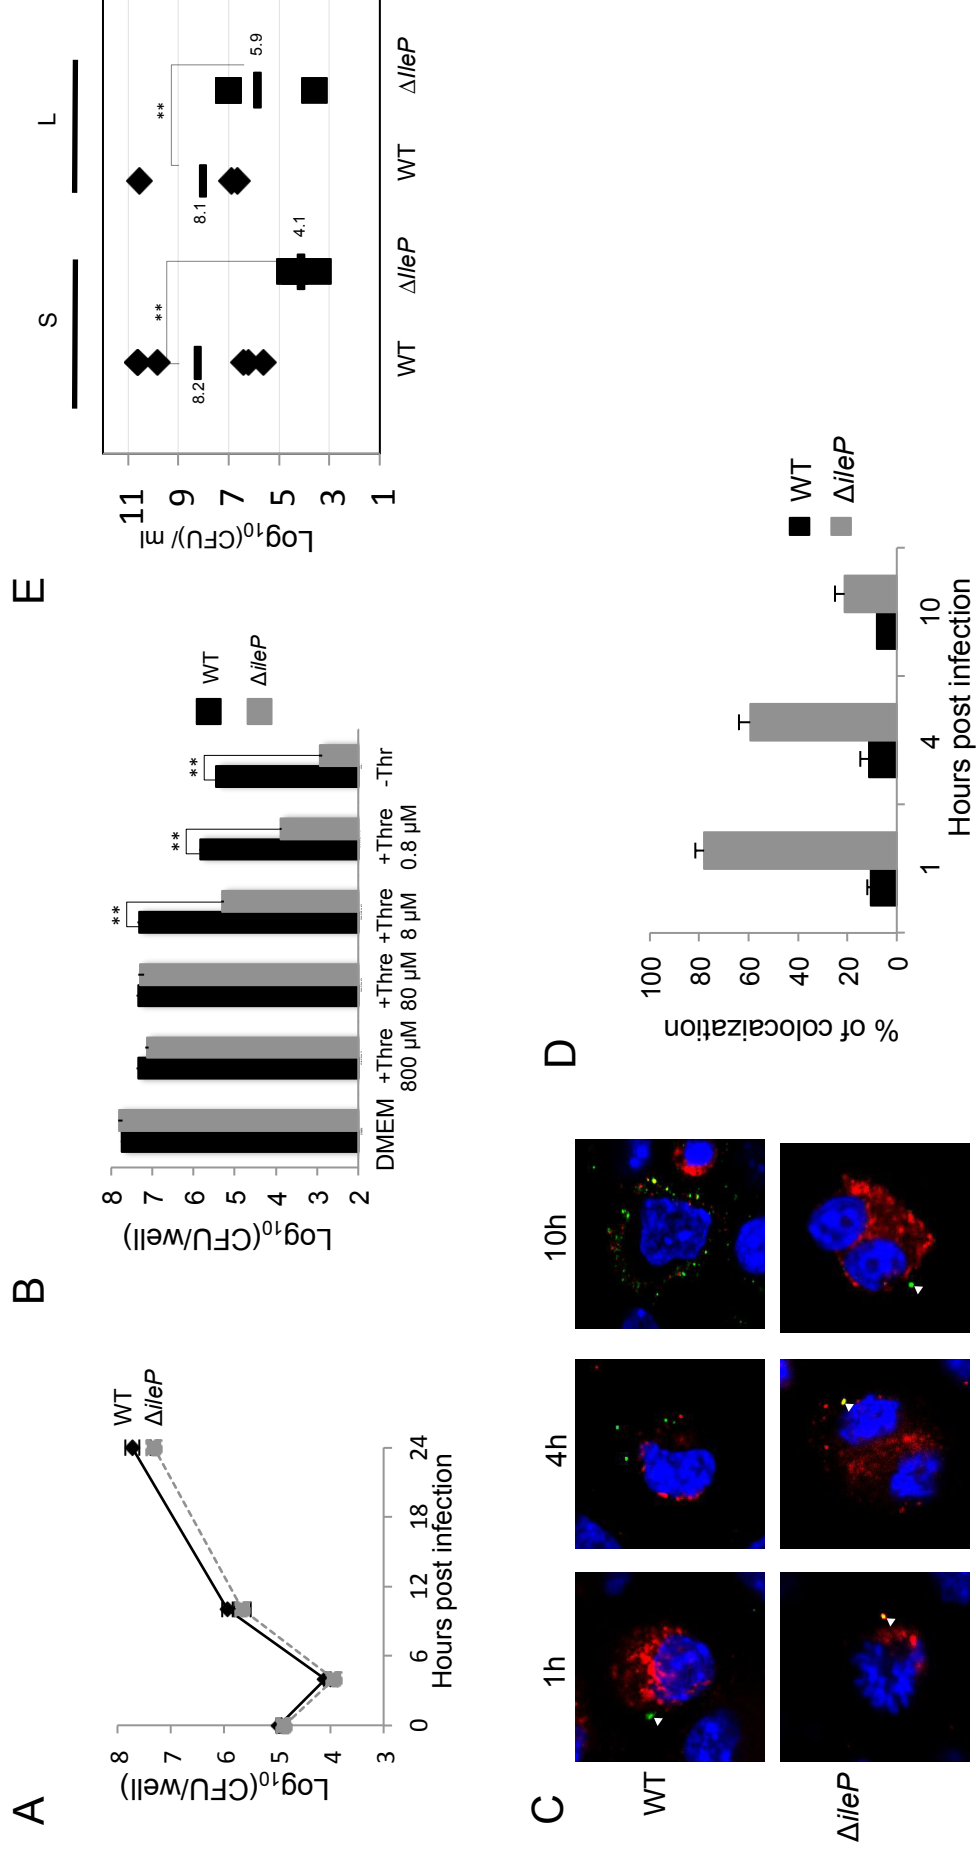 A
Log10(CFU/well)
8
7
6
5
4
3
0
6
12
18
24
Hours post infection
WT
ΔileP
B
Log10(CFU/well)
8
7
6
5
4
3
2
DMEM
+Thre
800 µM
+Thre
80 µM
+Thre
8 µM
+Thre
0.8 µM
-Thr
**
**
**
WT
ΔileP
E
S
L
Log10(CFU)/ ml
11
9
7
5
3
1
8.2
**
4.1
8.1
**
5.9
WT
ΔIleP
WT
ΔIleP
C
1h
4h
10h
WT
ΔileP
D
% of colocaization
100
80
60
40
20
0
1
4
10
Hours post infection
WT
ΔileP